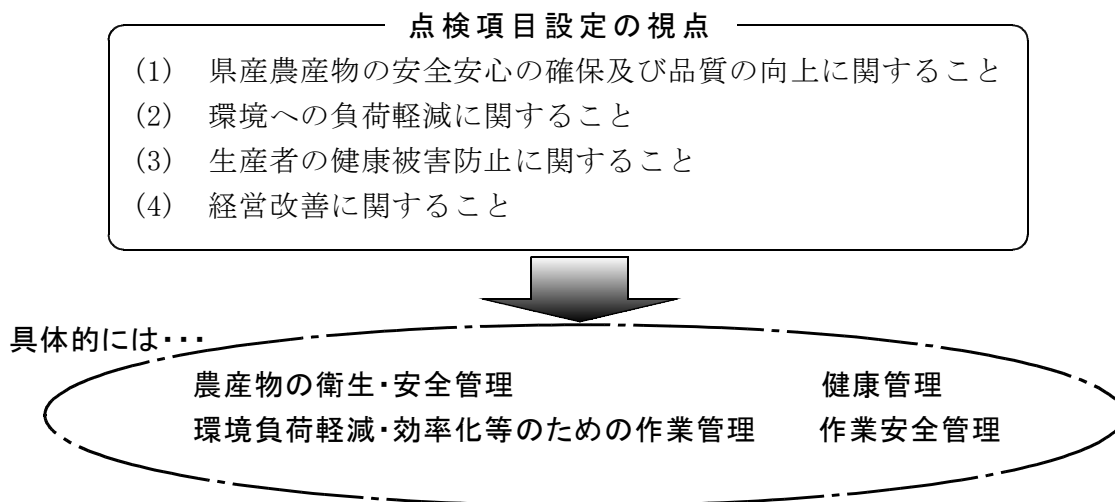 点検項目設定の視点
(1) 県産農産物の安全安心の確保及び品質の向上に関すること
(2) 環境への負荷軽減に関すること
(3) 生産者の健康被害防止に関すること
(4) 経営改善に関すること
具体的には･･･
農産物の衛生･安全管理 健康管理
環境負荷軽減･効率化等のための作業管理 作業安全管理